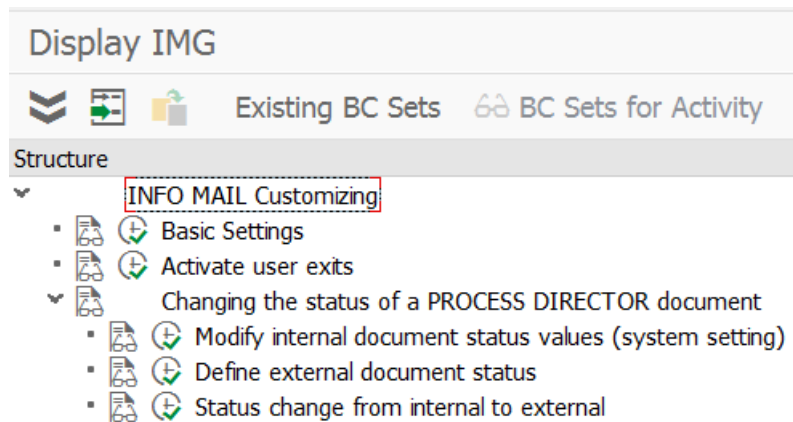 Display IMG
Existing BC Sets BC Sets for Activity
Structure
INFO MAIL Customizing
Basic Settings
Activate user exits
Changing the status of a PROCESS DIRECTOR document
Modify internal document status values (system setting)
Define external document status
Status change from internal to external